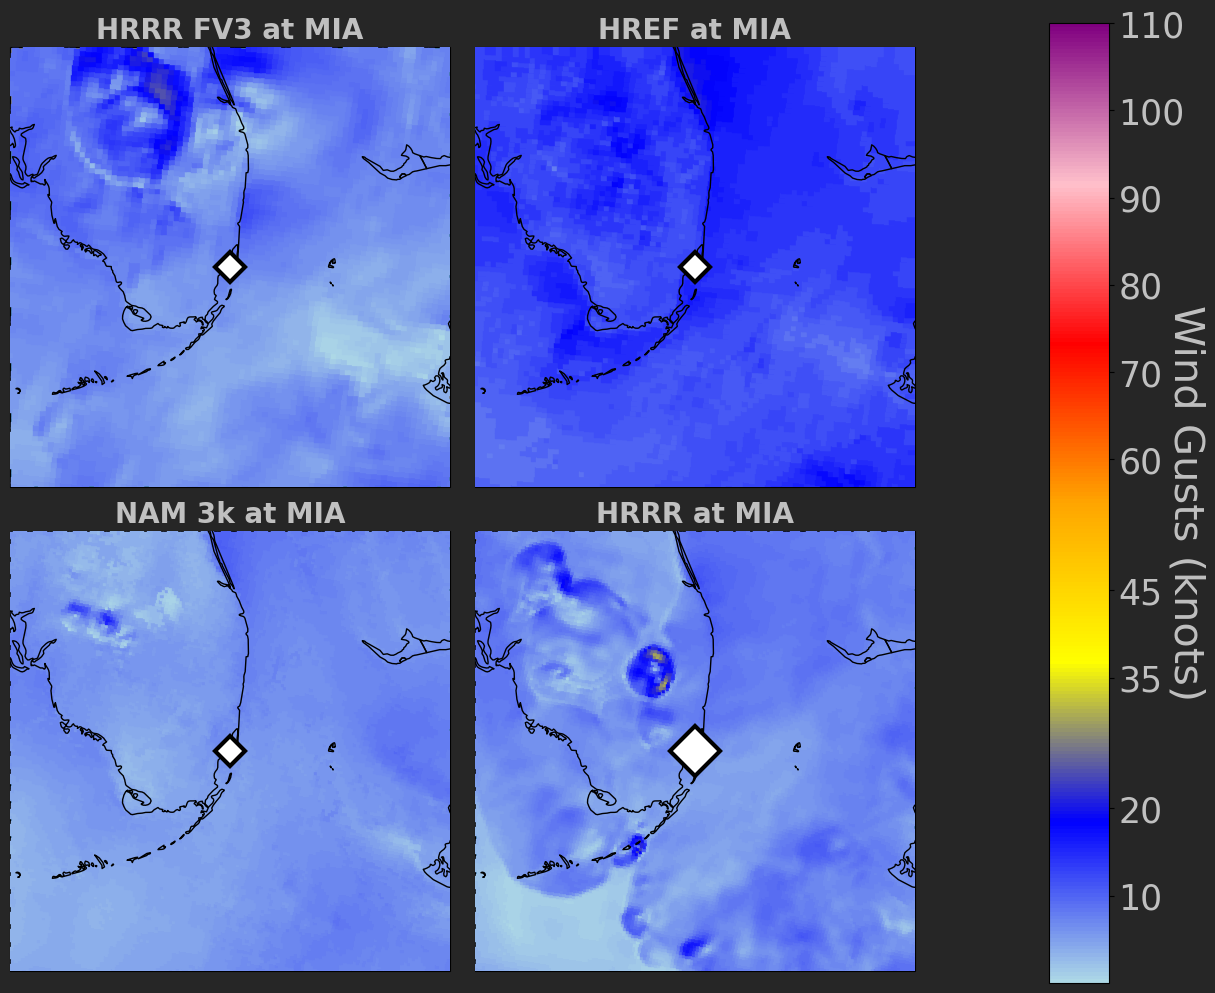 HRRR FV3 at MIA
HREF at MIA
NAM 3k at MIA
HRRR at MIA
110
100
90
80
70
60
45
35
20
10
Wind Gusts (knots)